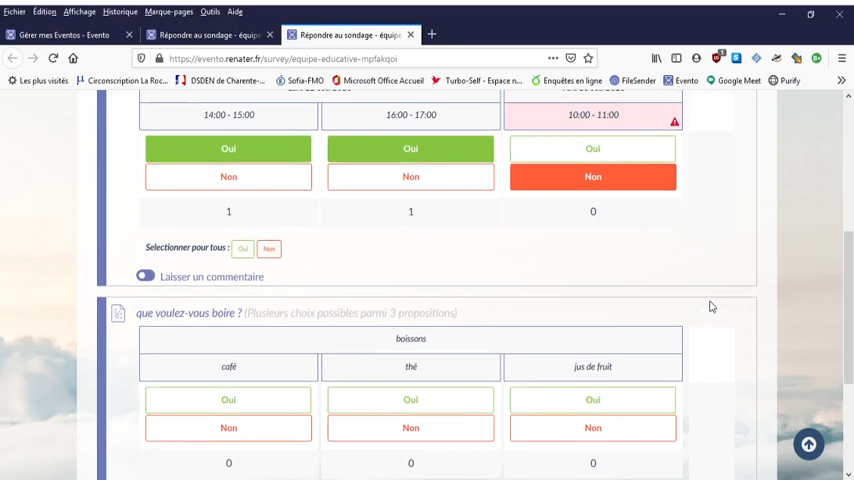 Fichier Édition Affichage Historique Marque-pages Outils Aide
Gérer mes Eventos - Evento
Répondre au sondage - équipe
Répondre au sondage - équipe
https://evento.renater.fr/survey/equipe-educative-mpfakqoi
Les plus visités Circonscription La Roc... DSDEN de Charente-... Sofia-FMO Microsoft Office Accueil Turbo-Self - Espace n... Enquêtes en ligne FileSender Evento Google Meet Purify
14:00 - 15:00 16:00 - 17:00 10:00 - 11:00
Oui Oui Oui
Non Non Non
1 1 0
Selectionner pour tous : Oui Non
Laisser un commentaire
que voulez-vous boire ? (Plusieurs choix possibles parmi 3 propositions)
boissons
café thé jus de fruit
Oui Oui Oui
Non Non Non
0 0 0